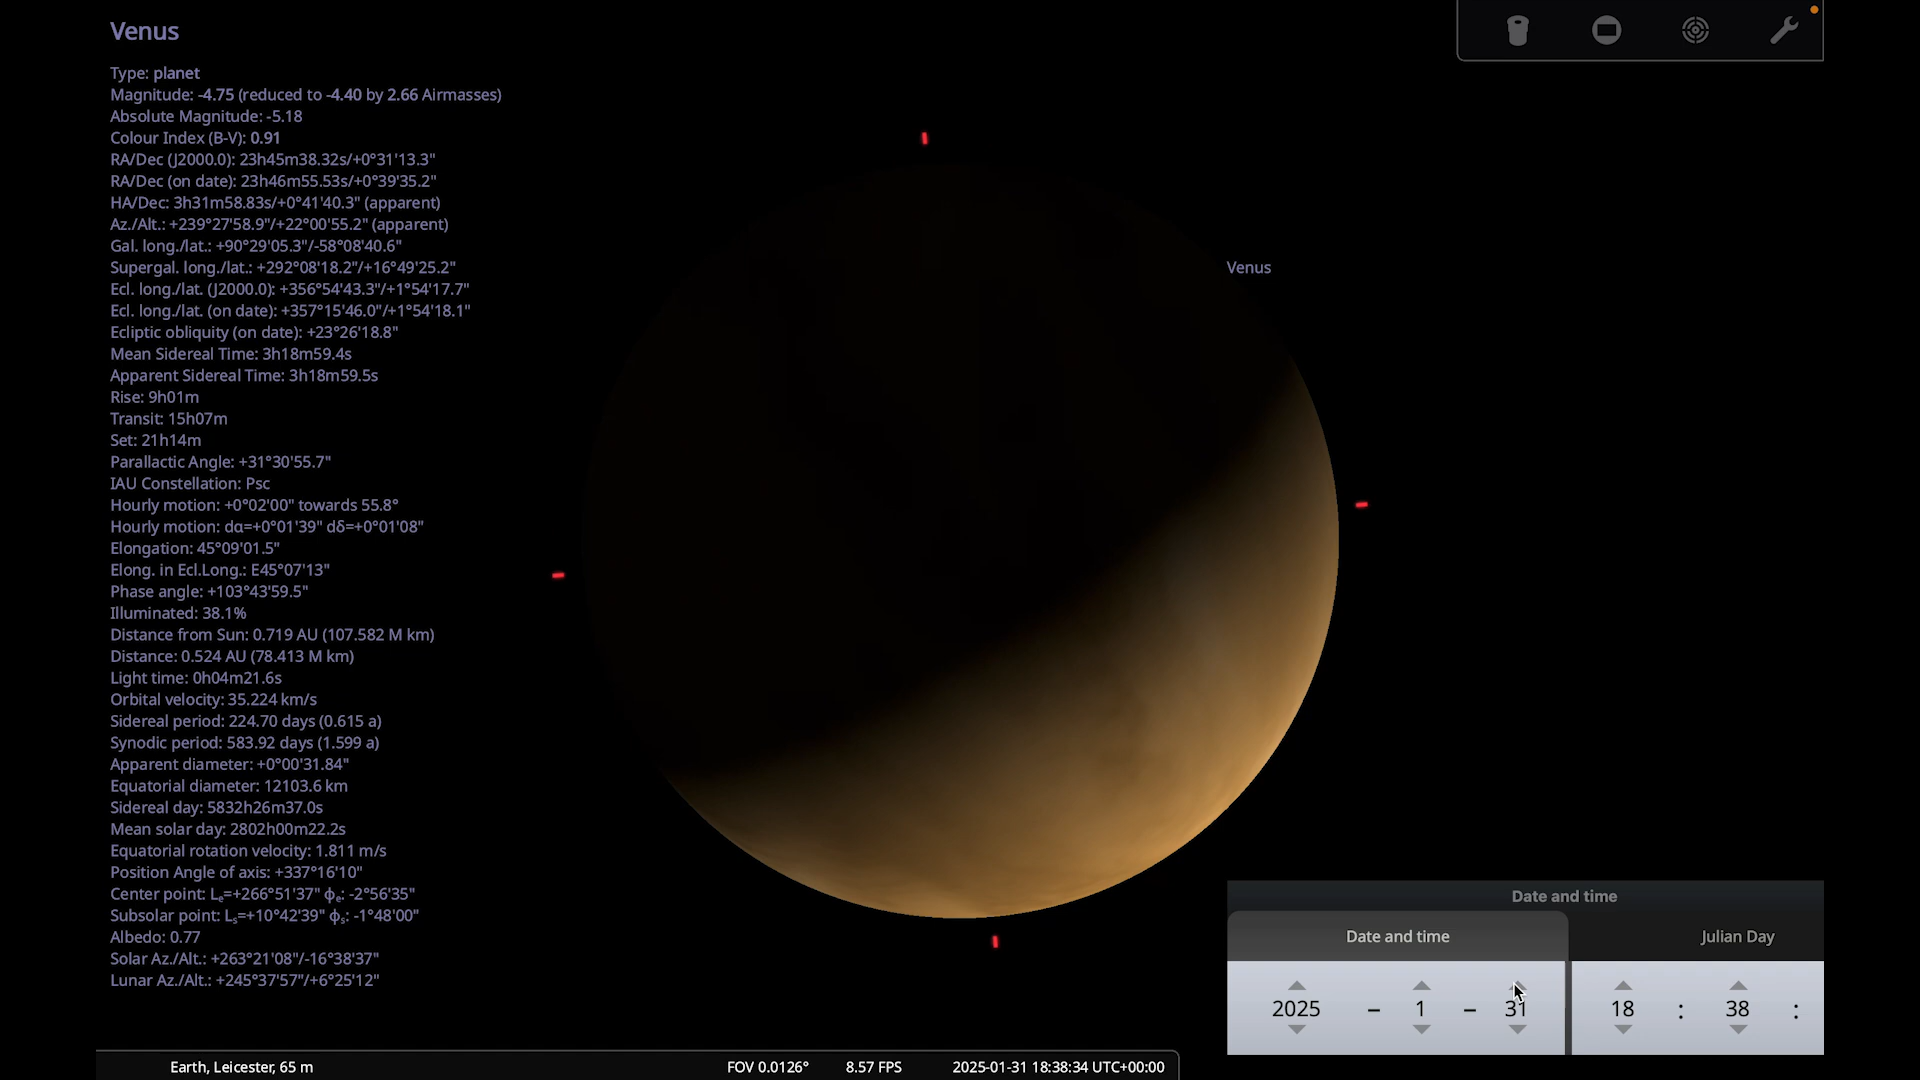 Venus
Type: planet
Magnitude: -4.75 (reduced to -4.40 by 2.66 Airmasses)
Absolute Magnitude: -5.18
Colour Index (B-V): 0.91
RA/Dec (J2000.0): 23h45m38.32s/+0°31'13.3"
RA/Dec (on date): 23h46m55.53s/+0°39'35.2"
HA/Dec: 3h31m58.83s/+0°41'40.3" (apparent)
Az./Alt.: +239°27'58.9"/+22°00'55.2" (apparent)
Gal. long./lat.: +90°29'05.3"/-58°08'40.6"
Supergal. long./lat.: +292°08'18.2"/+16°49'25.2"
Ecl. long./lat. (J2000.0): +356°54'43.3"/+1°54'17.7"
Ecl. long./lat. (on date): +357°15'46.0"/+1°54'18.1"
Ecliptic obliquity (on date): +23°26'18.8"
Mean Sidereal Time: 3h18m59.4s
Apparent Sidereal Time: 3h18m59.5s
Rise: 9h01m
Transit: 15h07m
Set: 21h14m
Parallactic Angle: +31°30'55.7"
IAU Constellation: Psc
Hourly motion: +0°02'00" towards 55.8°
Hourly motion: dα=+0°01'39" dδ=+0°01'08"
Elongation: 45°09'01.5"
Elong. in Ecl.Long.: E45°07'13"
Phase angle: +103°43'59.5"
Illuminated: 38.1%
Distance from Sun: 0.719 AU (107.582 M km)
Distance: 0.524 AU (78.413 M km)
Light time: 0h04m21.6s
Orbital velocity: 35.224 km/s
Sidereal period: 224.70 days (0.615 a)
Synodic period: 583.92 days (1.599 a)
Apparent diameter: +0°00'31.84"
Equatorial diameter: 12103.6 km
Sidereal day: 5832h26m37.0s
Mean solar day: 2802h00m22.2s
Equatorial rotation velocity: 1.811 m/s
Position Angle of axis: +337°16'10"
Center point: Lₑ=+266°51'37" φₑ: -2°56'35"
Subsolar point: Lₛ=+10°42'39" φₛ: -1°48'00"
Albedo: 0.77
Solar Az./Alt.: +263°21'08"/-16°38'37"
Lunar Az./Alt.: +245°37'57"/+6°25'12"
Venus
Date and time
Date and time Julian Day
2025 – 1 – 31 18 : 38 :
Earth, Leicester, 65 m FOV 0.0126° 8.57 FPS 2025-01-31 18:38:34 UTC+00:00